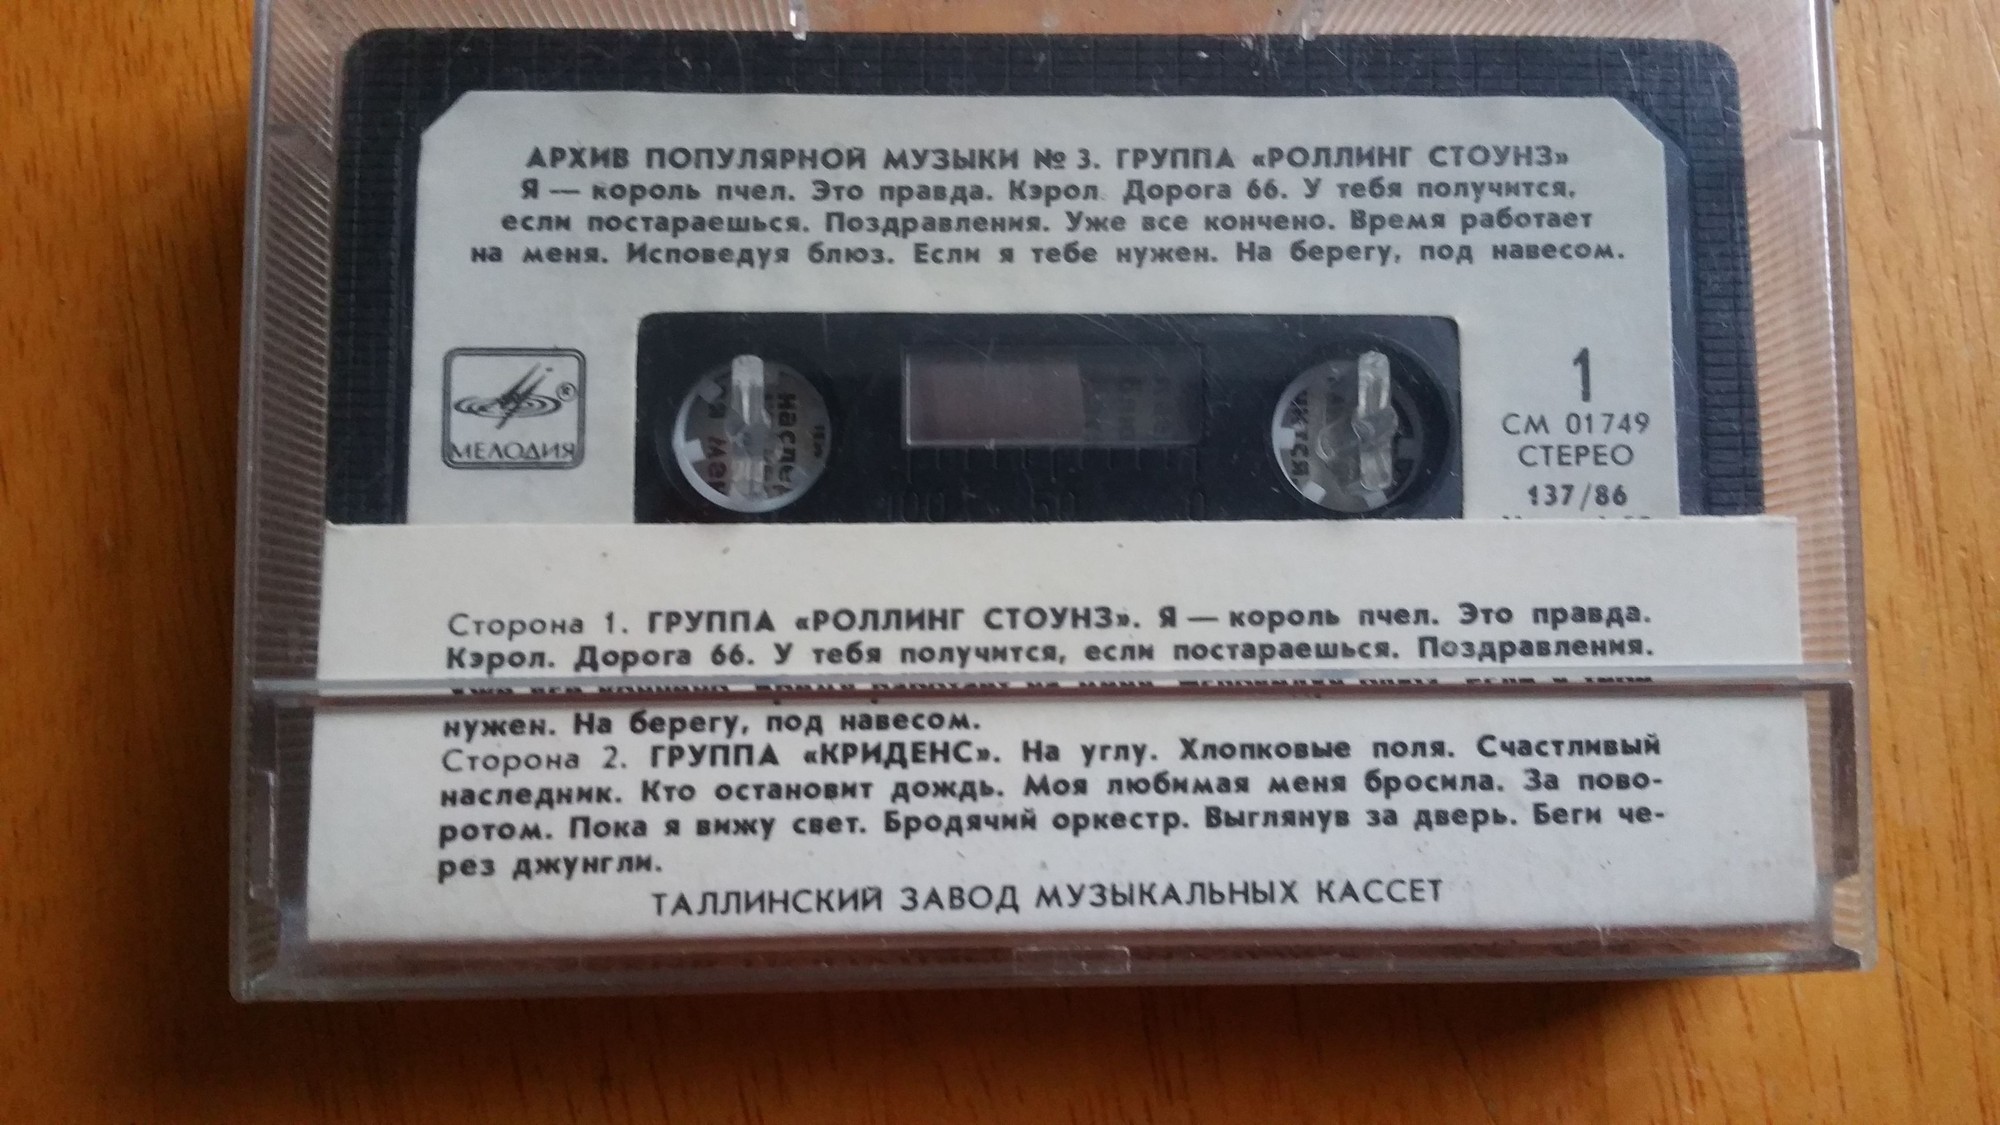 АРХИВ ПОПУЛЯРНОЙ МУЗЫКИ № 3. ГРУППА «РОЛЛИНГ СТОУНЗ»
Я — король пчел. Это правда. Кэрол. Дорога 66. У тебя получится,
если постараешься. Поздравления. Уже все кончено. Время работает
на меня. Исповедуя блюз. Если я тебе нужен. На берегу, под навесом.
МЕЛОДИЯ
1
СМ 01749
СТЕРЕО
137/86
100 50 0
Сторона 1. ГРУППА «РОЛЛИНГ СТОУНЗ». Я — король пчел. Это правда.
Кэрол. Дорога 66. У тебя получится, если постараешься. Поздравления.
нужен. На берегу, под навесом.
Сторона 2. ГРУППА «КРИДЕНС». На углу. Хлопковые поля. Счастливый
наследник. Кто остановит дождь. Моя любимая меня бросила. За пово-
ротом. Пока я вижу свет. Бродячий оркестр. Выглянув за дверь. Беги че-
рез джунгли.
ТАЛЛИНСКИЙ ЗАВОД МУЗЫКАЛЬНЫХ КАССЕТ